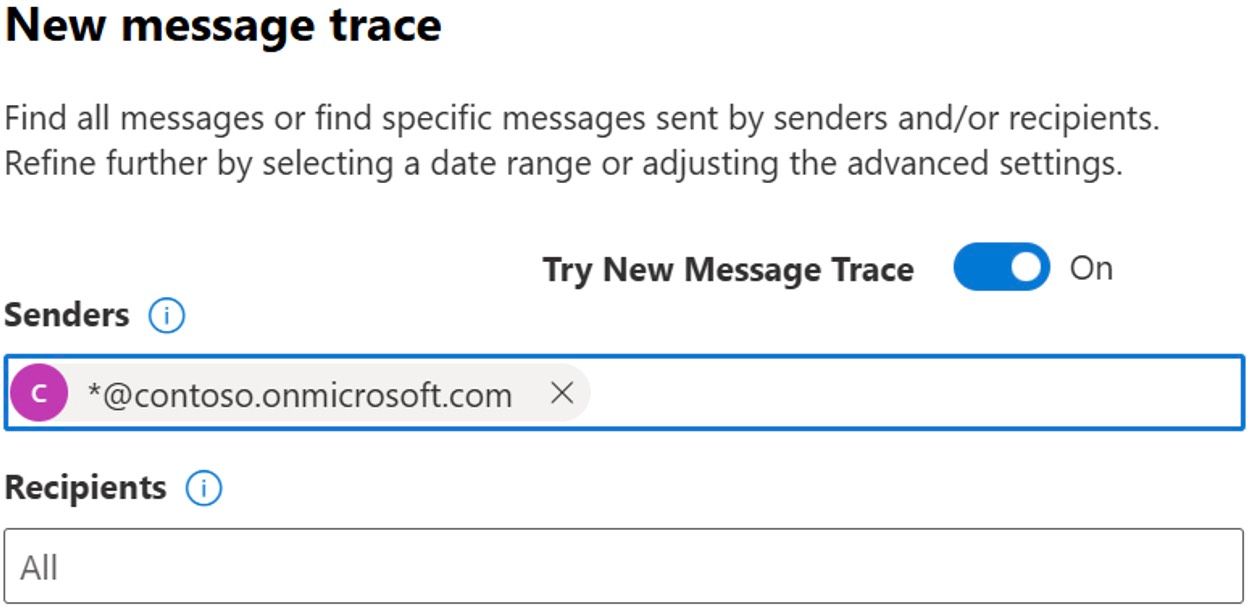 New message trace
Find all messages or find specific messages sent by senders and/or recipients.
Refine further by selecting a date range or adjusting the advanced settings.
Try New Message Trace On
Senders i
C *@contoso.onmicrosoft.com
Recipients i
All